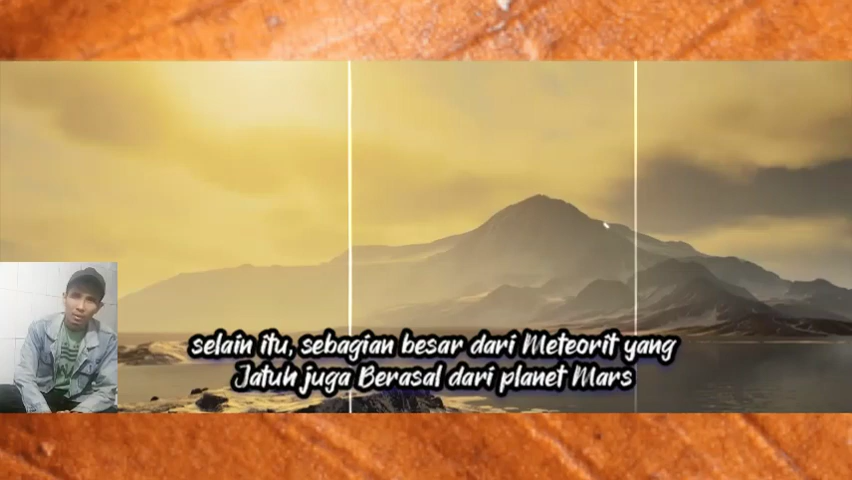 selain itu, sebagian besar dari Meteorit yang
Jatuh juga Berasal dari planet Mars